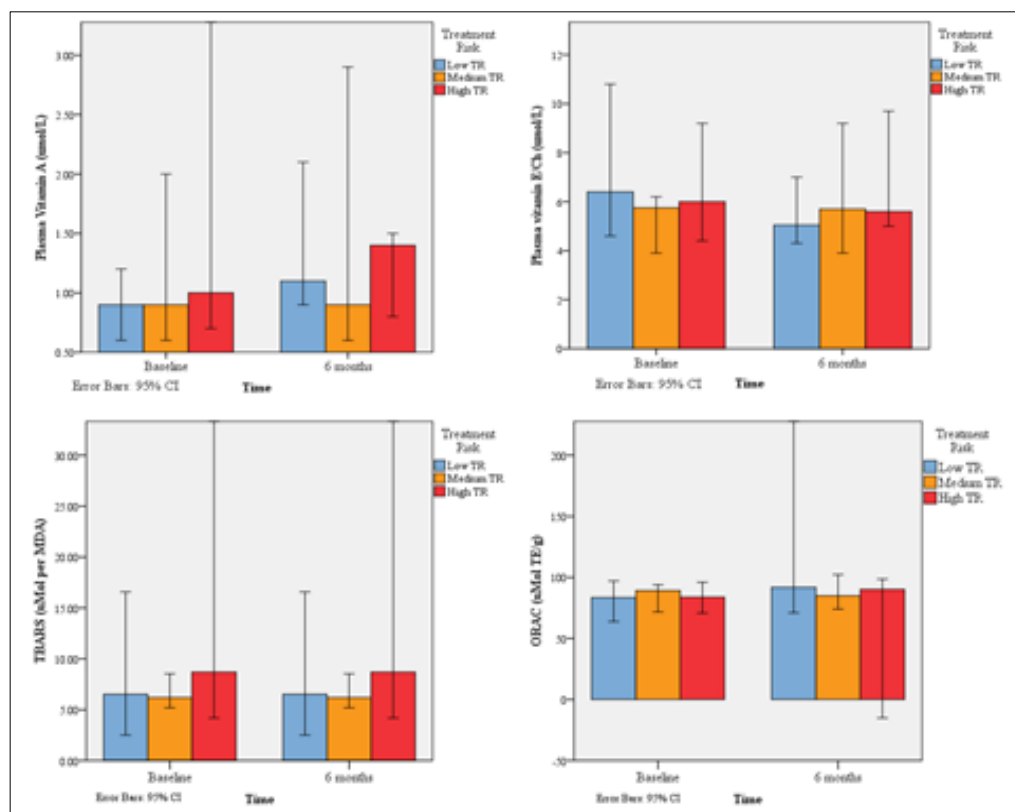 Treatment
Risk
Low TR
Medium TR
High TR
Plasma Vitamin A (umol/L)
3.00
2.50
2.00
1.50
1.00
0.50
Baseline
6 months
Error Bars: 95% CI
Time
Treatment
Risk
Low TR
Medium TR
High TR
Plasma vitamin E/Ch (umol/L)
12
10
8
6
4
2
0
Baseline
6 months
Error Bars: 95% CI
Time
Treatment
Risk
Low TR
Medium TR
High TR
TBARS (uMol per MDA)
30.00
25.00
20.00
15.00
10.00
5.00
0.00
Baseline
6 months
Error Bars: 95% CI
Time
Treatment
Risk
Low TR
Medium TR
High TR
ORAC (uMol TE/g)
200
150
100
50
0
-50
Baseline
6 months
Error Bars: 95% CI
Time